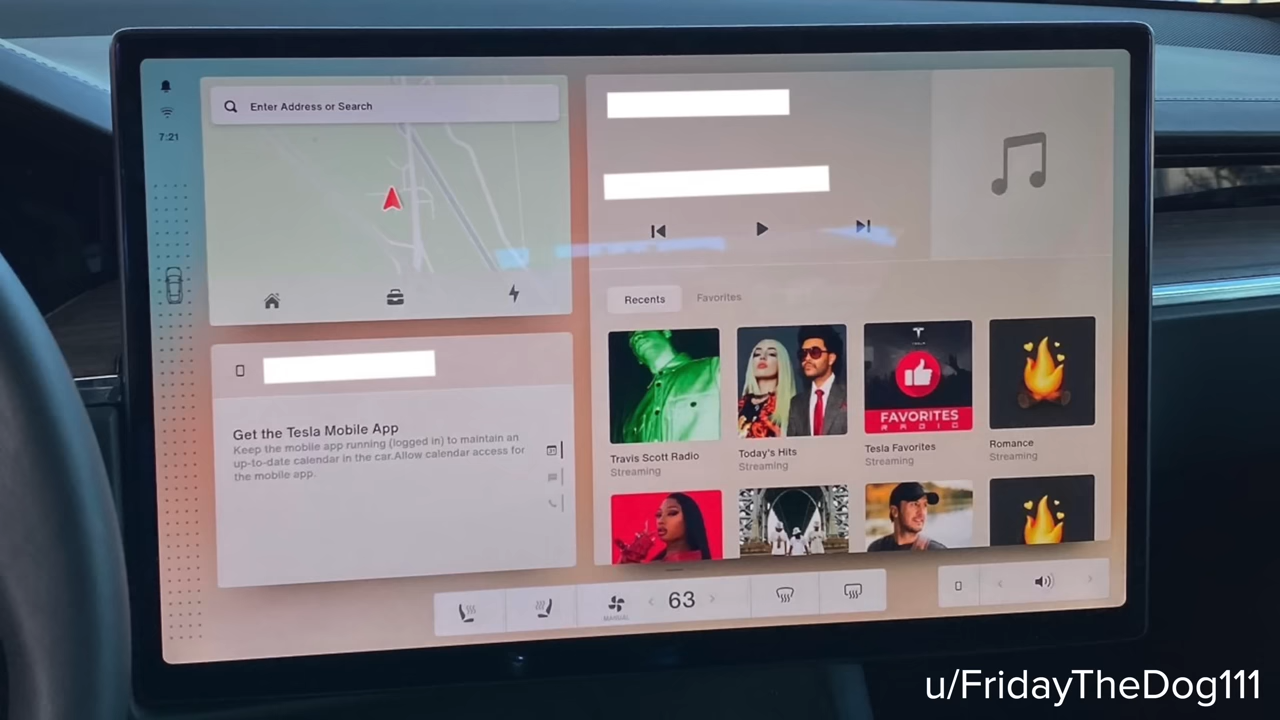 7:21
Enter Address or Search
Get the Tesla Mobile App
Keep the mobile app running (logged in) to maintain an
up-to-date calendar in the car.Allow calendar access for
the mobile app.
Recents
Favorites
TESLA
FAVORITES
RADIO
Travis Scott Radio
Streaming
Today's Hits
Streaming
Tesla Favorites
Streaming
Romance
Streaming
MANUAL
63
u/FridayTheDog111